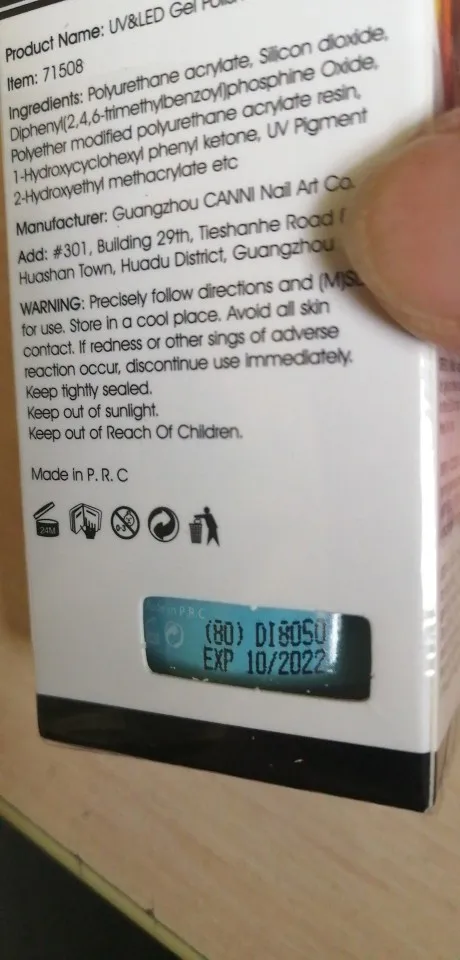 Product Name: UV&LED Gel
Item: 71508
Ingredients: Polyurethane acrylate, Silicon dioxide,
Diphenyl(2,4,6-trimethylbenzoyl)phosphine Oxide,
Polyether modified polyurethane acrylate resin,
1-Hydroxycyclohexyl phenyl ketone, UV Pigment
2-Hydroxyethyl methacrylate etc
Manufacturer: Guangzhou CANNI Nail Art Co.
Add: #301, Building 29th, Tieshanhe Road
Huashan Town, Huadu District, Guangzhou
WARNING: Precisely follow directions and
for use. Store in a cool place. Avoid all skin
contact. If redness or other sings of adverse
reaction occur, discontinue use immediately.
Keep tightly sealed.
Keep out of sunlight.
Keep out of Reach Of Children.
Made in P. R. C
24M
0-3
in P.R.C
(80) DI80SO
EXP 10/2022